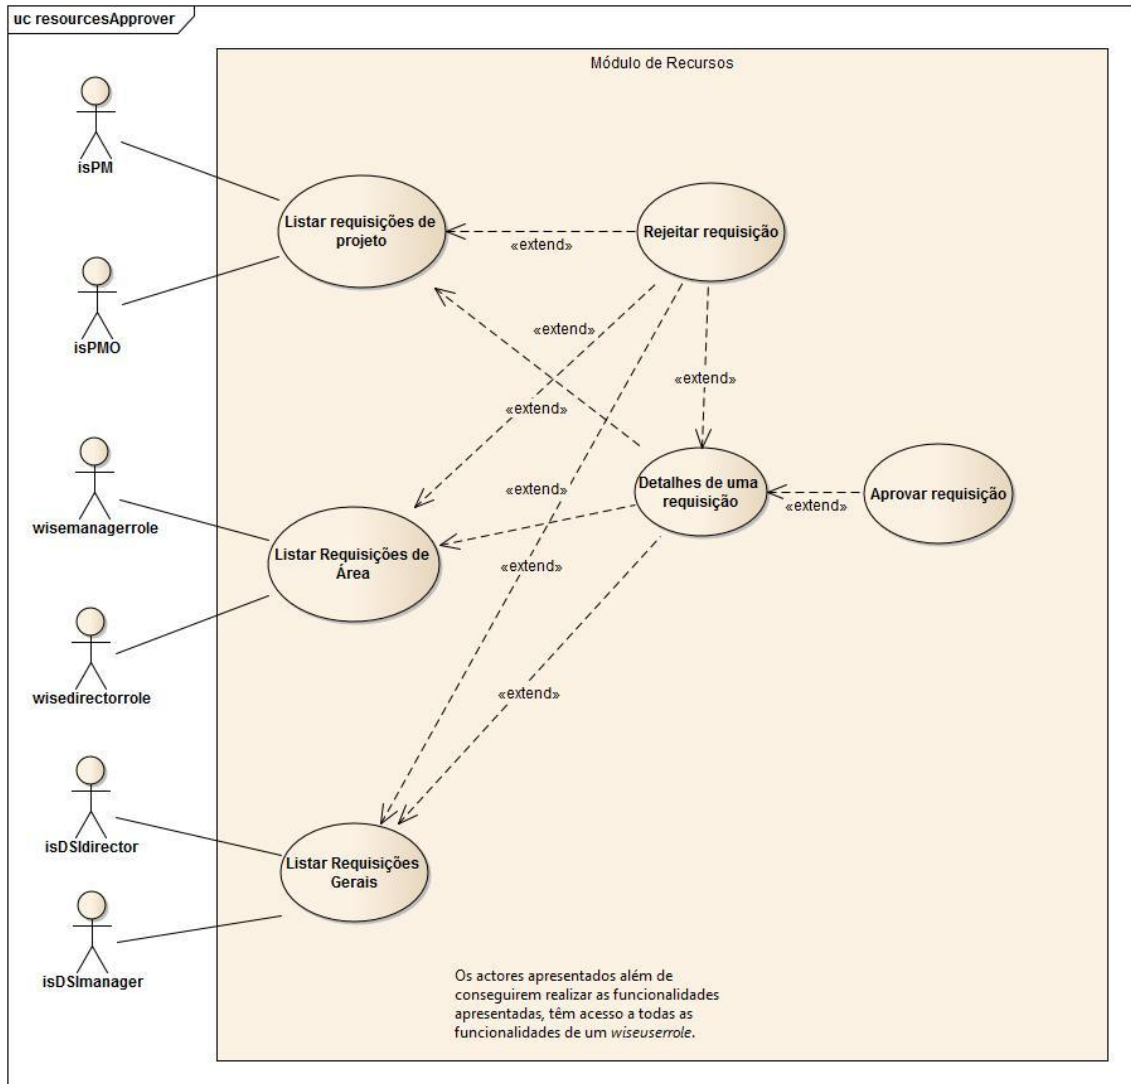 uc resourcesApprover
Módulo de Recursos
isPM
Listar requisições de
projeto
«extend»
Rejeitar requisição
isPMO
«extend»
«extend»
«extend»
wisemanagerrole
Detalhes de uma
requisição
«extend»
Aprovar requisição
«extend»
Listar Requisições de
Área
«extend»
wisedirectorrole
«extend»
isDSIdirector
Listar Requisições
Gerais
isDSImanager
Os actores apresentados além de
conseguirem realizar as funcionalidades
apresentadas, têm acesso a todas as
funcionalidades de um wiseuserrole.